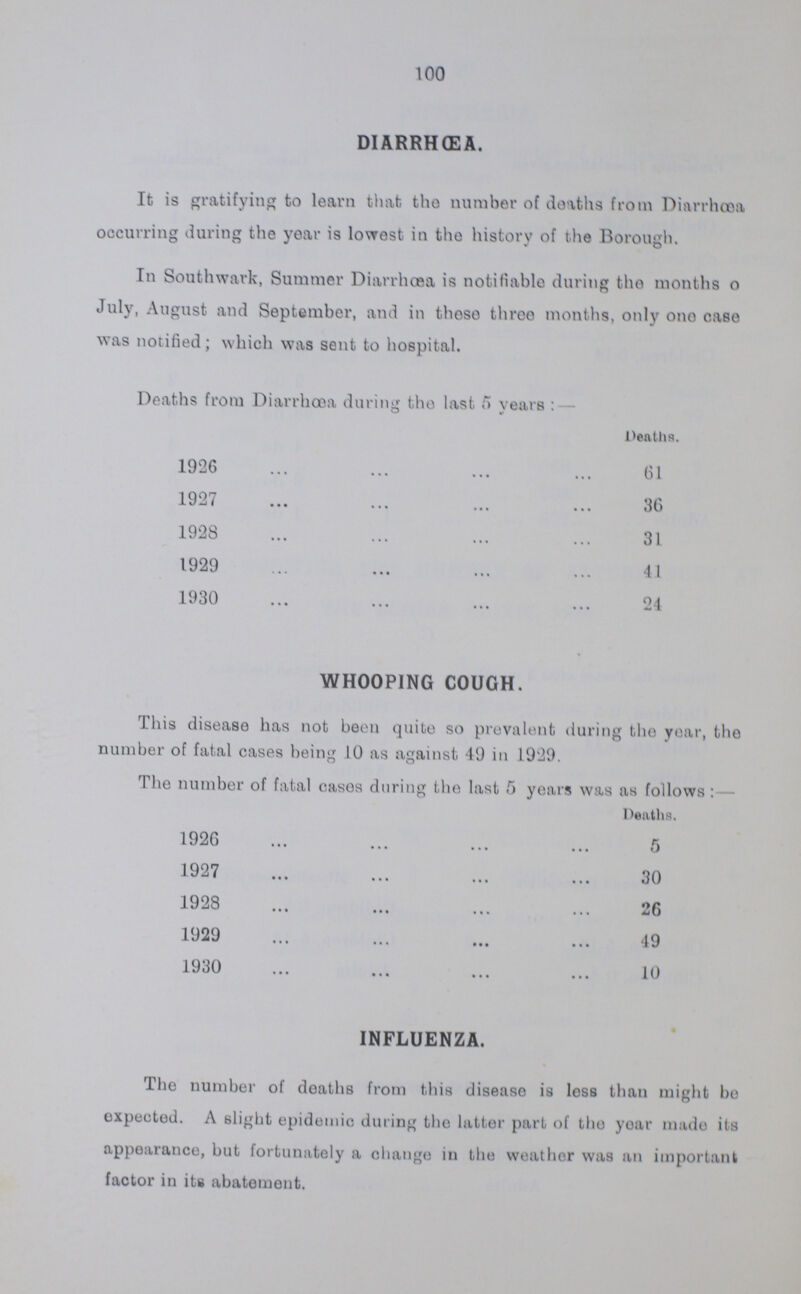 100
DIARRHŒA.
It is gratifying to learn that the number of deaths from Diarrhœa
occurring during the year is lowest in the history of the Borough.
In Southwark, Summer Diarrhœa is notifiable during the months o
July, August and September, and in these three months, only one case
was notified; which was sent to hospital.
Deaths from Diarrhœa during the last 5 years:—
Deaths.
1926 ... ... ... ... 61
1927 ... ... ... ... 36
1928 ... ... ... ... 31
1929 ... ... ... ... 41
1930 ... ... ... ... 24
WHOOPING COUGH.
This disease has not been quite so prevalent during the year, the
number of fatal cases being 10 as against 49 in 1929.
The number of fatal cases during the last 5 years was as follows:—
Deaths.
1926 ... ... ... ... 5
1927 ... ... ... ... 30
1928 ... ... ... ... 26
1929 ... ... ... ... 49
1930 ... ... ... ... 10
INFLUENZA.
The number of deaths from this disease is less than might be
expected. A slight epidemic during the latter part of the year made its
appearance, but fortunately a change in the weather was an important
factor in its abatement.